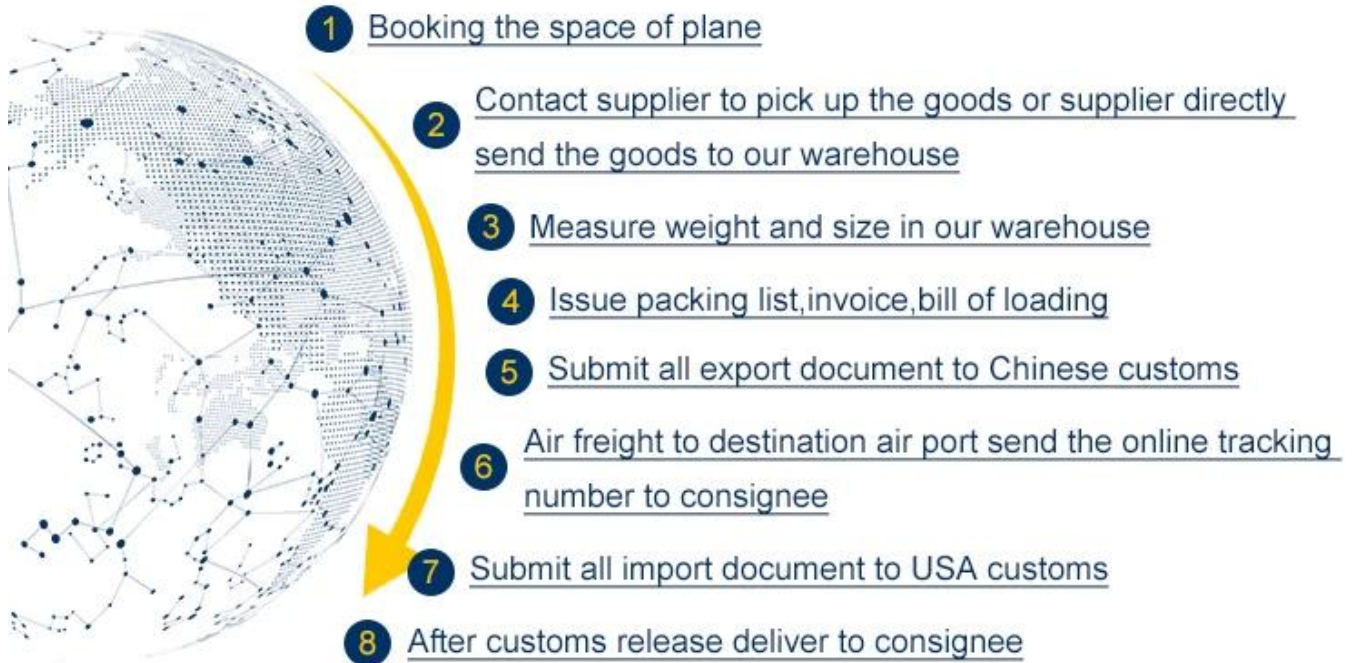 1 Booking the space of plane
2 Contact supplier to pick up the goods or supplier directly
send the goods to our warehouse
3 Measure weight and size in our warehouse
4 Issue packing list,invoice,bill of loading
5 Submit all export document to Chinese customs
6 Air freight to destination air port send the online tracking
number to consignee
7 Submit all import document to USA customs
8 After customs release deliver to consignee